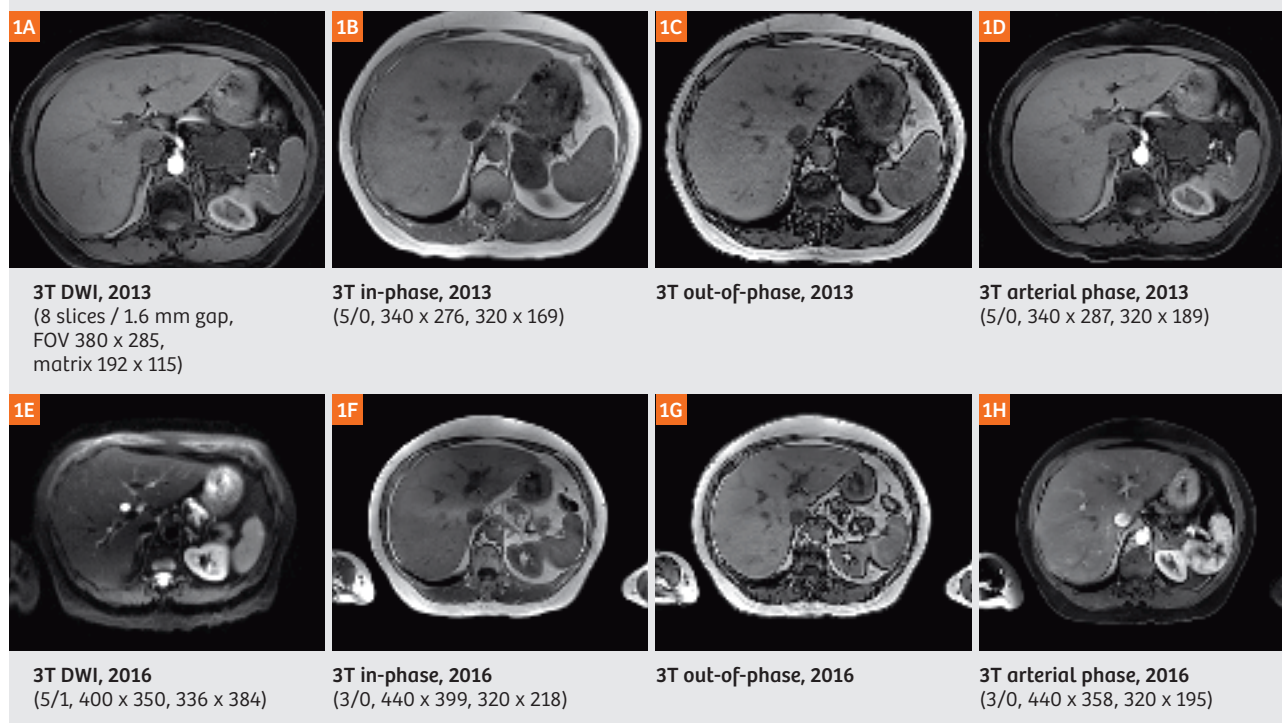 1A
1B
1C
1D
3T DWI, 2013
(8 slices / 1.6 mm gap,
FOV 380 x 285,
matrix 192 x 115)
3T in-phase, 2013
(5/0, 340 x 276, 320 x 169)
3T out-of-phase, 2013
3T arterial phase, 2013
(5/0, 340 x 287, 320 x 189)
1E
1F
1G
1H
3T DWI, 2016
(5/1, 400 x 350, 336 x 384)
3T in-phase, 2016
(3/0, 440 x 399, 320 x 218)
3T out-of-phase, 2016
3T arterial phase, 2016
(3/0, 440 x 358, 320 x 195)